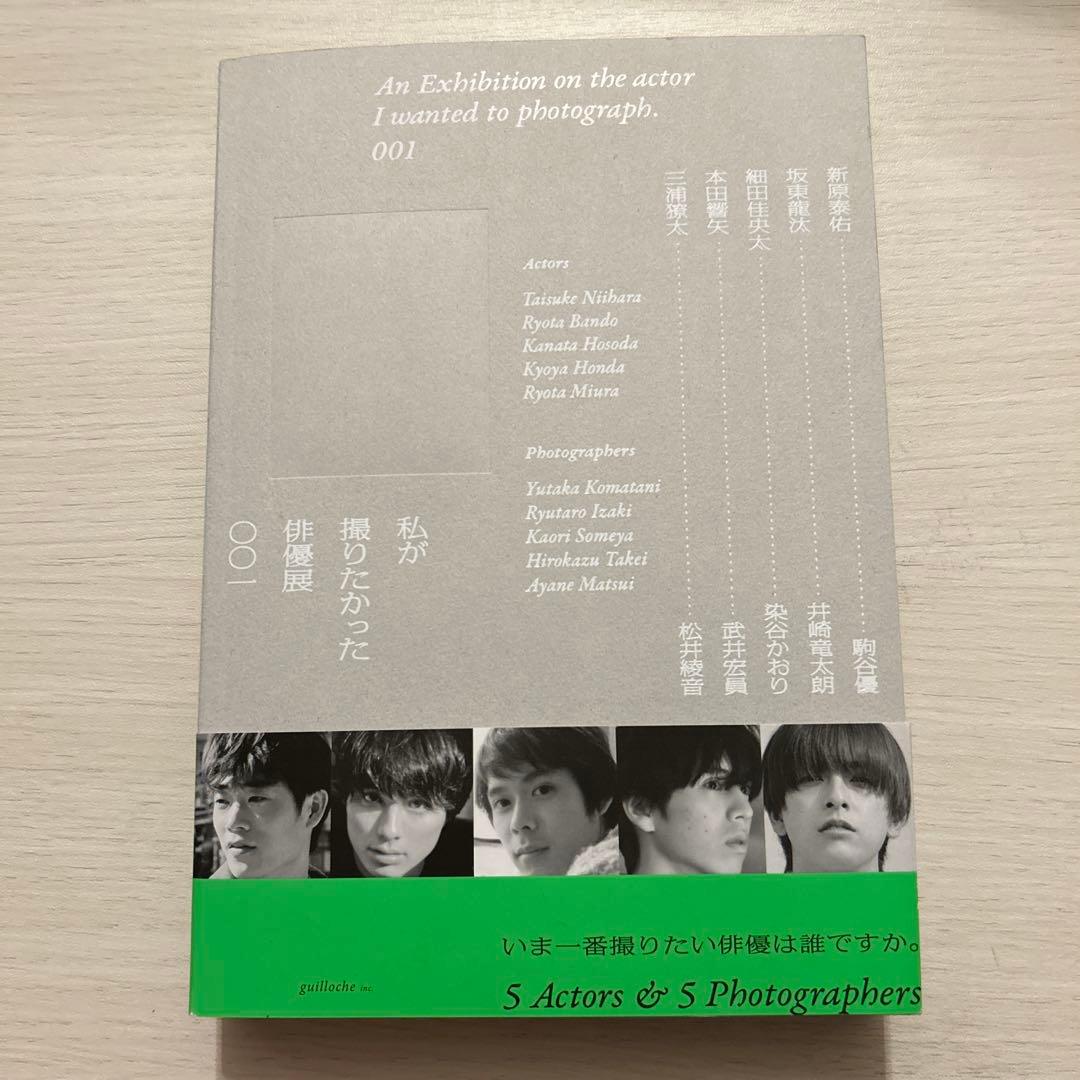 An Exhibition on the actor
I wanted to photograph.
001
新原泰佑………駒谷優
坂東龍汰………井崎竜太朗
細田佳央太………染谷かおり
本田響矢………武井宏員
三浦獠太………松井綾音
Actors
Taisuke Niihara
Ryota Bando
Kanata Hosoda
Kyoya Honda
Ryota Miura
Photographers
Yutaka Komatani
Ryutaro Izaki
Kaori Someya
Hirokazu Takei
Ayane Matsui
私が
撮りたかった
俳優展
〇〇1
いま一番撮りたい俳優は誰ですか。
5 Actors & 5 Photographers
guilloche inc.